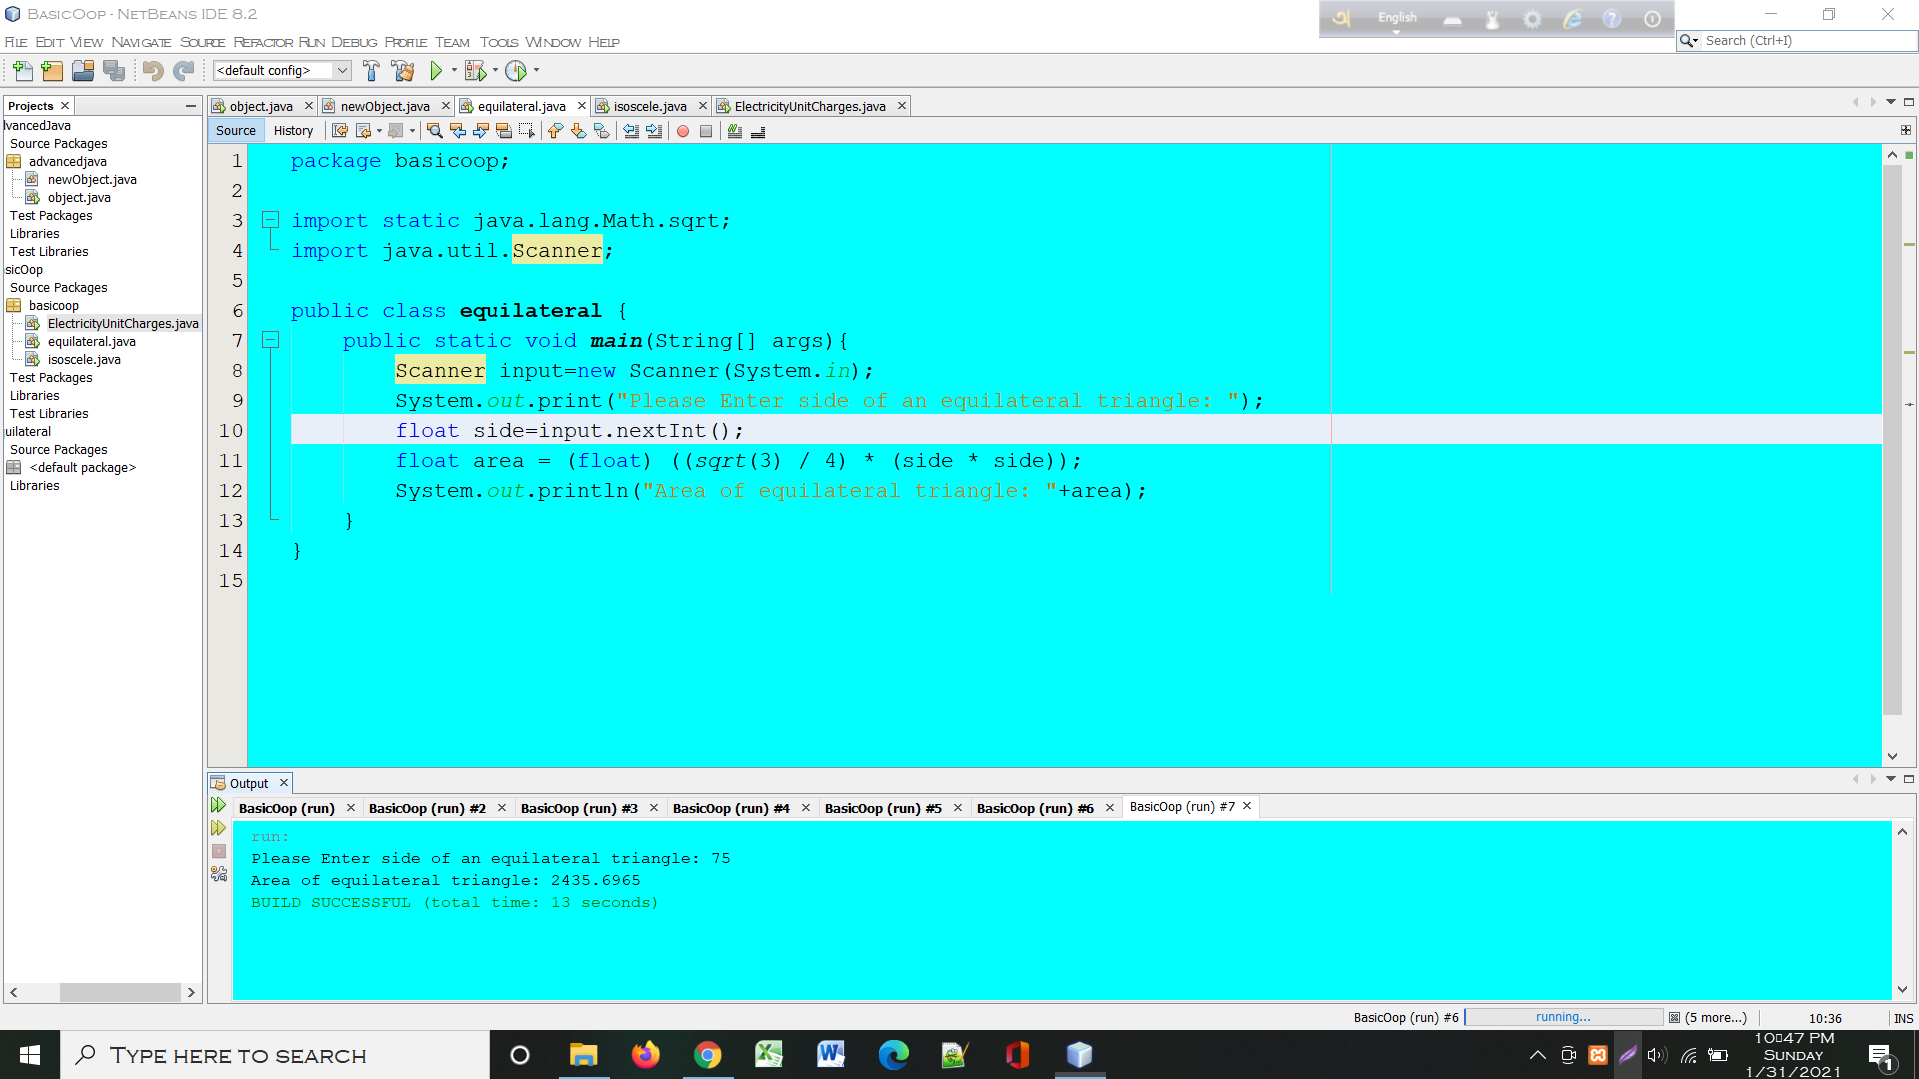 BasicOop - NetBeans IDE 8.2
English
File Edit View Navigate Source Refactor Run Debug Profile Team Tools Window Help
Search (Ctrl+I)
<default config>
Projects
object.java newObject.java equilateral.java isoscele.java ElectricityUnitCharges.java
Source History
lvancedJava
Source Packages
advancedjava
newObject.java
object.java
Test Packages
Libraries
Test Libraries
sicOop
Source Packages
basicoop
ElectricityUnitCharges.java
equilateral.java
isoscele.java
Test Packages
Libraries
Test Libraries
uilateral
Source Packages
<default package>
Libraries
1 package basicoop;
2
3 import static java.lang.Math.sqrt;
4 import java.util.Scanner;
5
6 public class equilateral {
7 public static void main(String[] args){
8 Scanner input=new Scanner(System.in);
9 System.out.print("Please Enter side of an equilateral triangle: ");
10 float side=input.nextInt();
11 float area = (float) ((sqrt(3) / 4) * (side * side));
12 System.out.println("Area of equilateral triangle: "+area);
13 }
14 }
15
Output
BasicOop (run) BasicOop (run) #2 BasicOop (run) #3 BasicOop (run) #4 BasicOop (run) #5 BasicOop (run) #6 BasicOop (run) #7
run:
Please Enter side of an equilateral triangle: 75
Area of equilateral triangle: 2435.6965
BUILD SUCCESSFUL (total time: 13 seconds)
BasicOop (run) #6 running... (5 more...) 10:36 INS
Type here to search
10:47 PM
Sunday
1/31/2021
1